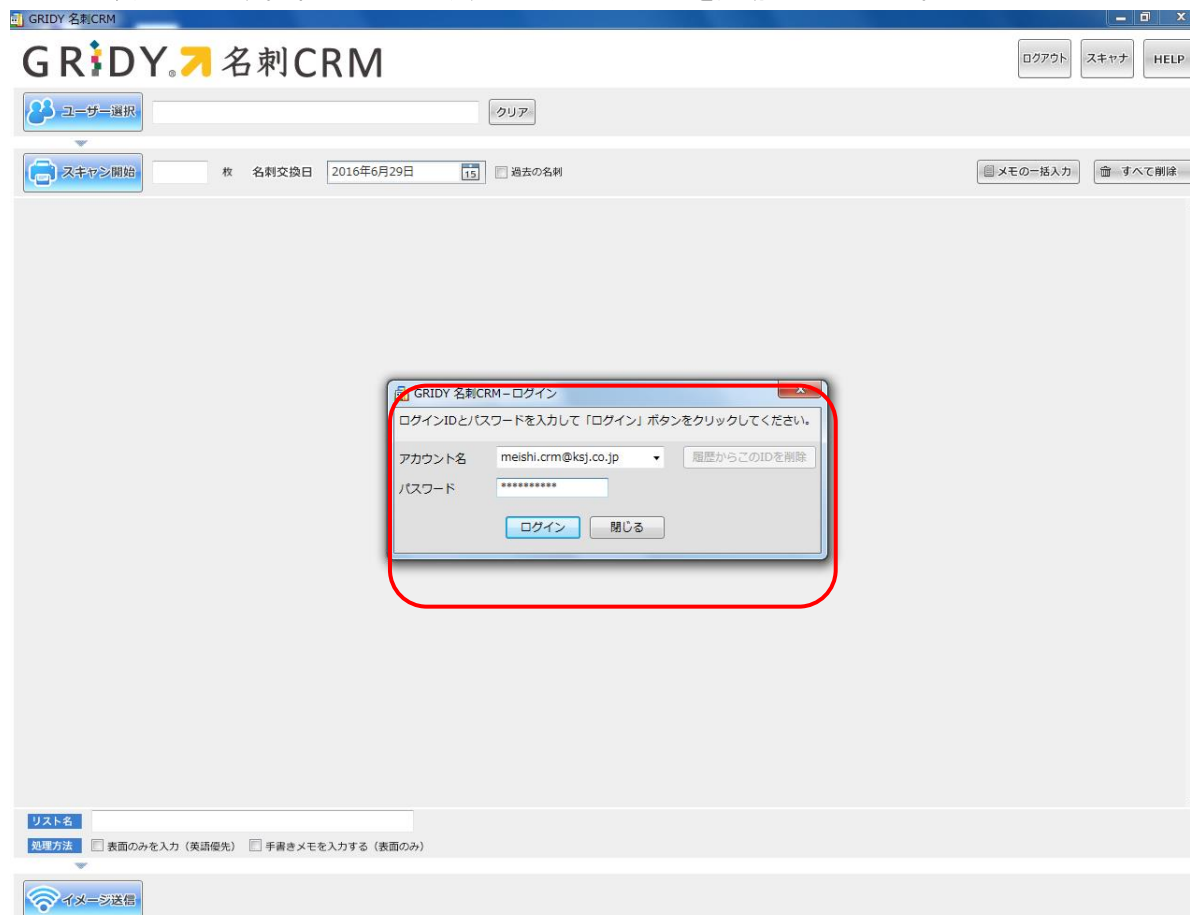 GRIDY 名刺CRM
GRiDY. 名刺CRM
ログアウト スキャナ HELP
ユーザー選択 クリア
スキャン開始 枚 名刺交換日 2016年6月29日 15 過去の名刺 メモの一括入力 すべて削除
GRIDY 名刺CRM－ログイン
ログインIDとパスワードを入力して「ログイン」ボタンをクリックしてください。
アカウント名 meishi.crm@ksj.co.jp 履歴からこのIDを削除
パスワード **********
ログイン 閉じる
リスト名
処理方法 表面のみを入力（英語優先） 手書きメモを入力する（表面のみ）
イメージ送信